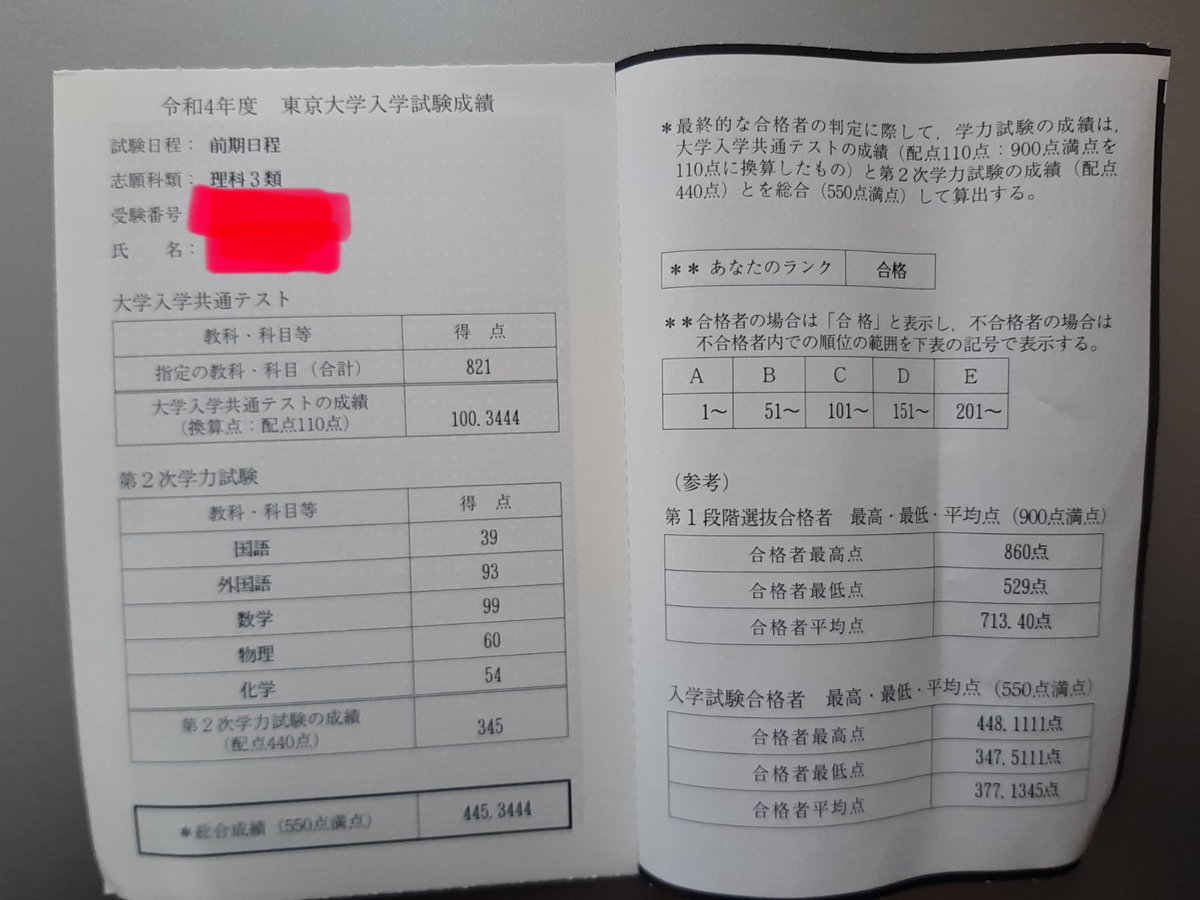 令和4年度　東京大学入学試験成績
試験日程：　前期日程
志願科類：　理科３類
受験番号
氏　　名：
大学入学共通テスト
教科・科目等　得　点
指定の教科・科目（合計）　821
大学入学共通テストの成績
（換算点：配点110点）　100.3444
第２次学力試験
教科・科目等　得　点
国語　39
外国語　93
数学　99
物理　60
化学　54
第２次学力試験の成績
（配点440点）　345
＊総合成績（550点満点）　445.3444
＊最終的な合格者の判定に際して，学力試験の成績は，
大学入学共通テストの成績（配点110点：900点満点を
110点に換算したもの）と第２次学力試験の成績（配点
440点）とを総合（550点満点）して算出する。
＊＊ あなたのランク　合格
＊＊合格者の場合は「合格」と表示し，不合格者の場合は
不合格者内での順位の範囲を下表の記号で表示する。
A　B　C　D　E
1～　51～　101～　151～　201～
（参考）
第１段階選抜合格者　最高・最低・平均点（900点満点）
合格者最高点　860点
合格者最低点　529点
合格者平均点　713.40点
入学試験合格者　最高・最低・平均点（550点満点）
合格者最高点　448.1111点
合格者最低点　347.5111点
合格者平均点　377.1345点